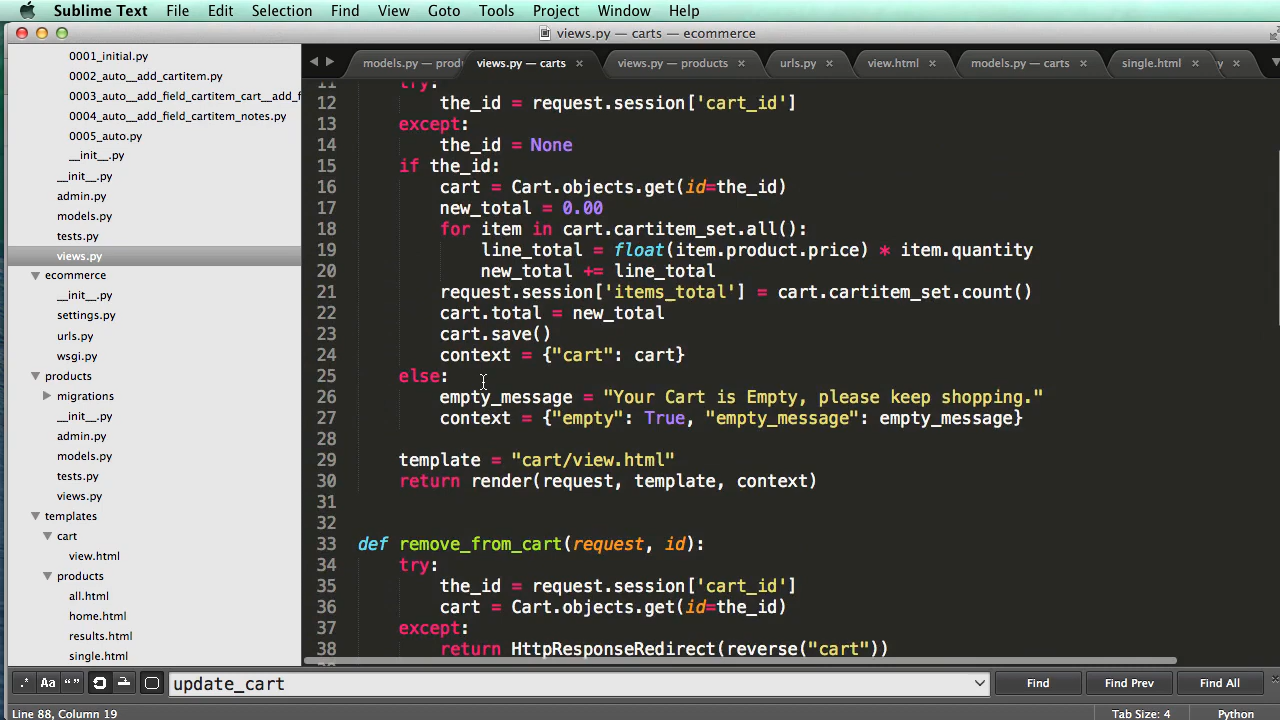 Sublime Text File Edit Selection Find View Goto Tools Project Window Help
views.py — carts — ecommerce
models.py — produ views.py — carts × views.py — products × urls.py × view.html × models.py — carts × single.html × y ×
0001_initial.py
0002_auto__add_cartitem.py
0003_auto__add_field_cartitem_cart__add_f
0004_auto__add_field_cartitem_notes.py
0005_auto.py
__init__.py
__init__.py
admin.py
models.py
tests.py
views.py
ecommerce
__init__.py
settings.py
urls.py
wsgi.py
products
migrations
__init__.py
admin.py
models.py
tests.py
views.py
templates
cart
view.html
products
all.html
home.html
results.html
single.html
11 try:
12 the_id = request.session['cart_id']
13 except:
14 the_id = None
15 if the_id:
16 cart = Cart.objects.get(id=the_id)
17 new_total = 0.00
18 for item in cart.cartitem_set.all():
19 line_total = float(item.product.price) * item.quantity
20 new_total += line_total
21 request.session['items_total'] = cart.cartitem_set.count()
22 cart.total = new_total
23 cart.save()
24 context = {"cart": cart}
25 else:
26 empty_message = "Your Cart is Empty, please keep shopping."
27 context = {"empty": True, "empty_message": empty_message}
28
29 template = "cart/view.html"
30 return render(request, template, context)
31
32
33 def remove_from_cart(request, id):
34 try:
35 the_id = request.session['cart_id']
36 cart = Cart.objects.get(id=the_id)
37 except:
38 return HttpResponseRedirect(reverse("cart"))
.* Aa “ ” update_cart Find Find Prev Find All
Line 88, Column 19 Tab Size: 4 Python